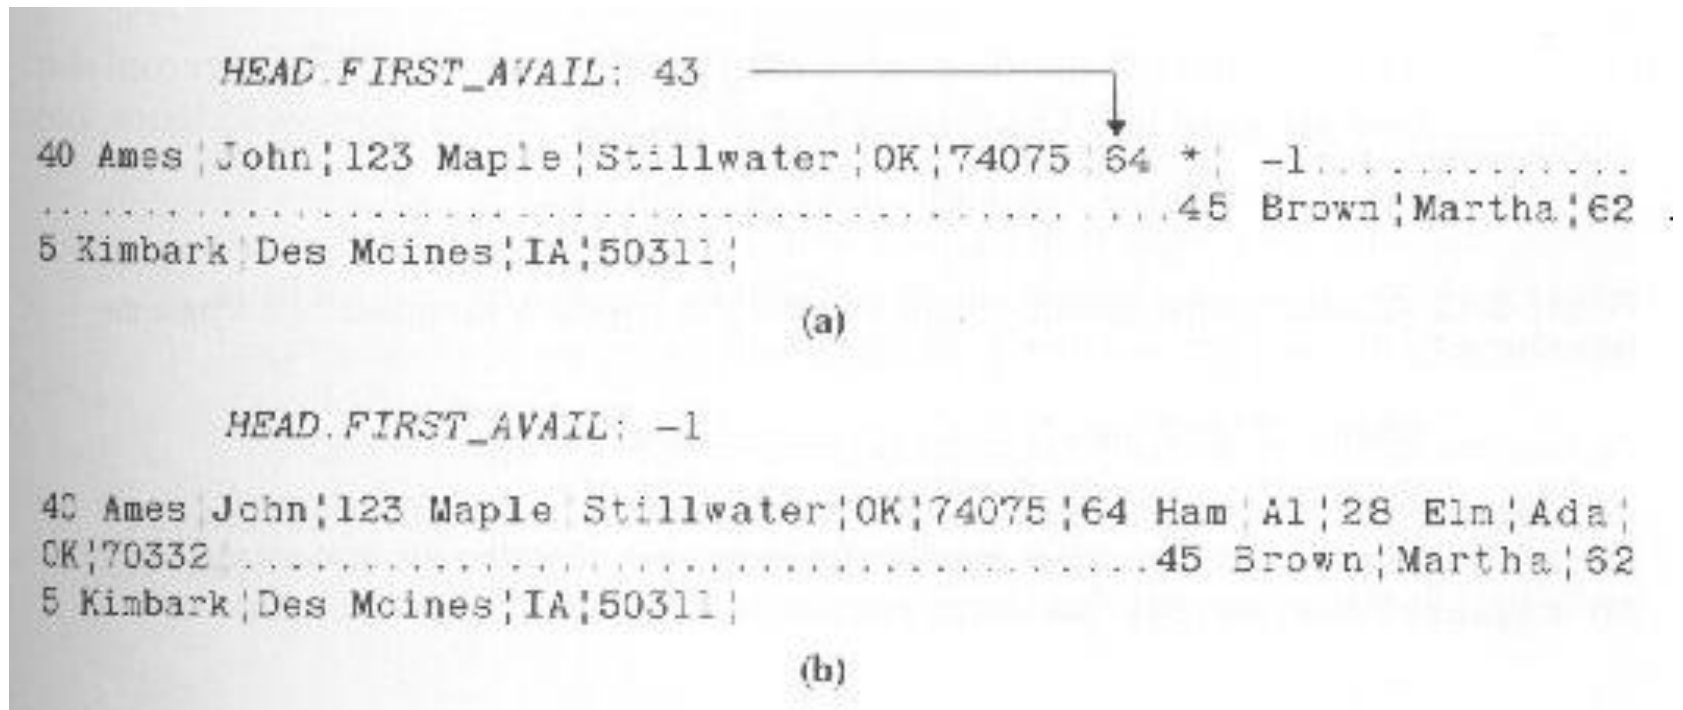 HEAD.FIRST_AVAIL: 43
40 Ames¦John¦123 Maple¦Stillwater¦OK¦74075¦64 *¦ -1.............
................................................45 Brown¦Martha¦62
5 Kimbark¦Des Moines¦IA¦50311¦
(a)
HEAD.FIRST_AVAIL: -1
40 Ames¦John¦123 Maple¦Stillwater¦OK¦74075¦64 Ham¦Al¦28 Elm¦Ada¦
OK¦70332.......................................45 Brown¦Martha¦62
5 Kimbark¦Des Moines¦IA¦50311¦
(b)